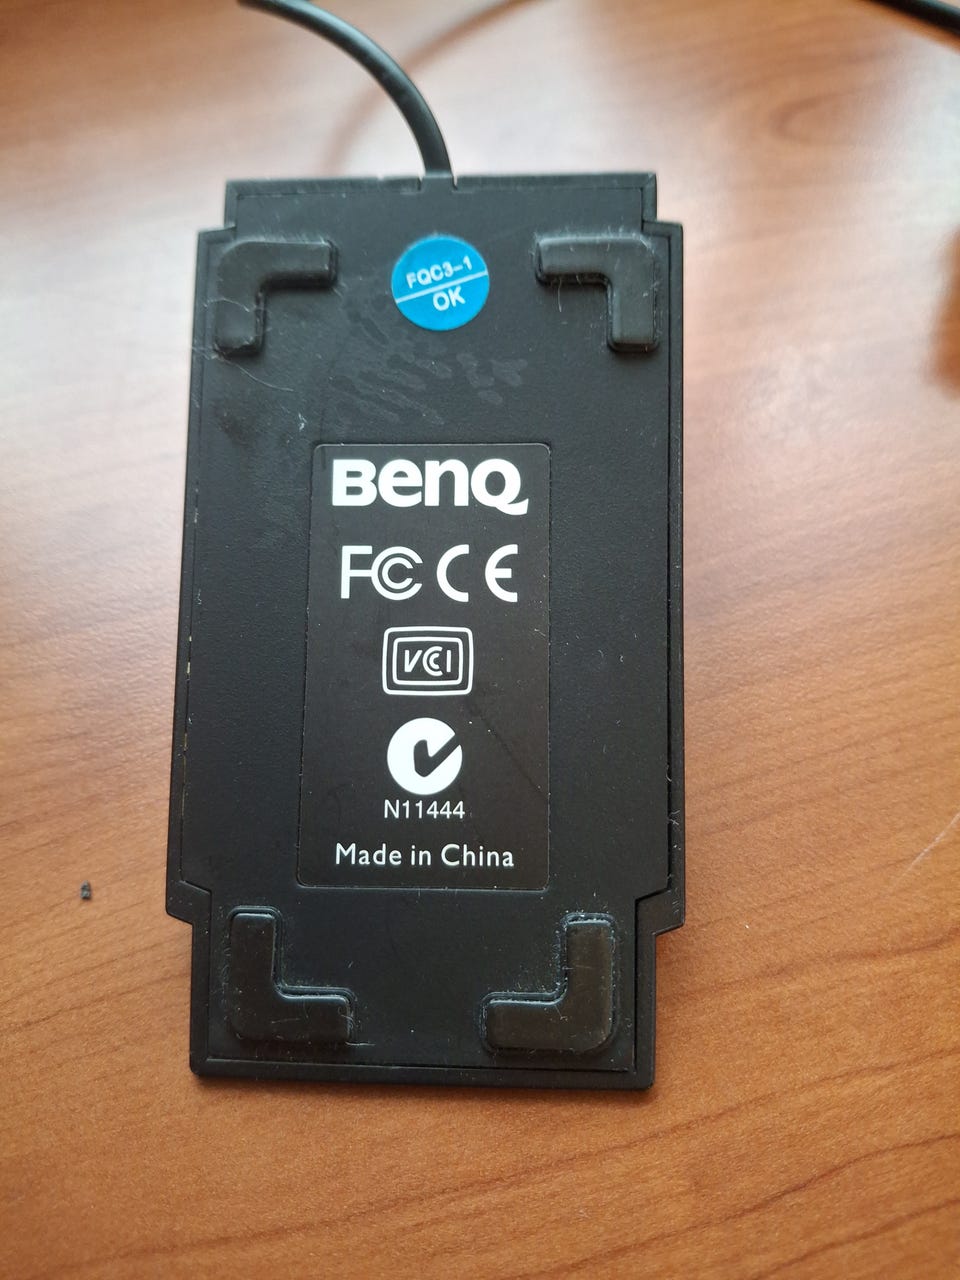 FQC3-1
OK
BenQ
FC CE
VCI
N11444
Made in China